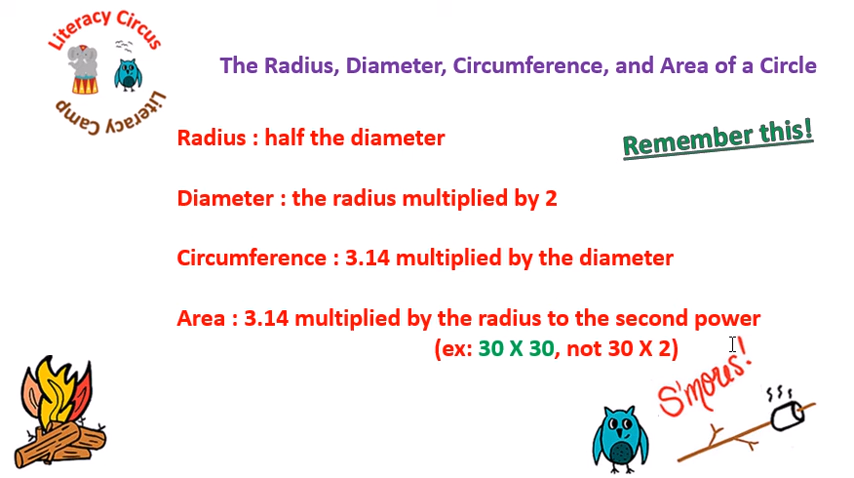 Literacy Circus
Literacy Camp
The Radius, Diameter, Circumference, and Area of a Circle
Remember this!
Radius : half the diameter
Diameter : the radius multiplied by 2
Circumference : 3.14 multiplied by the diameter
Area : 3.14 multiplied by the radius to the second power
(ex: 30 X 30, not 30 X 2)
S'mores!